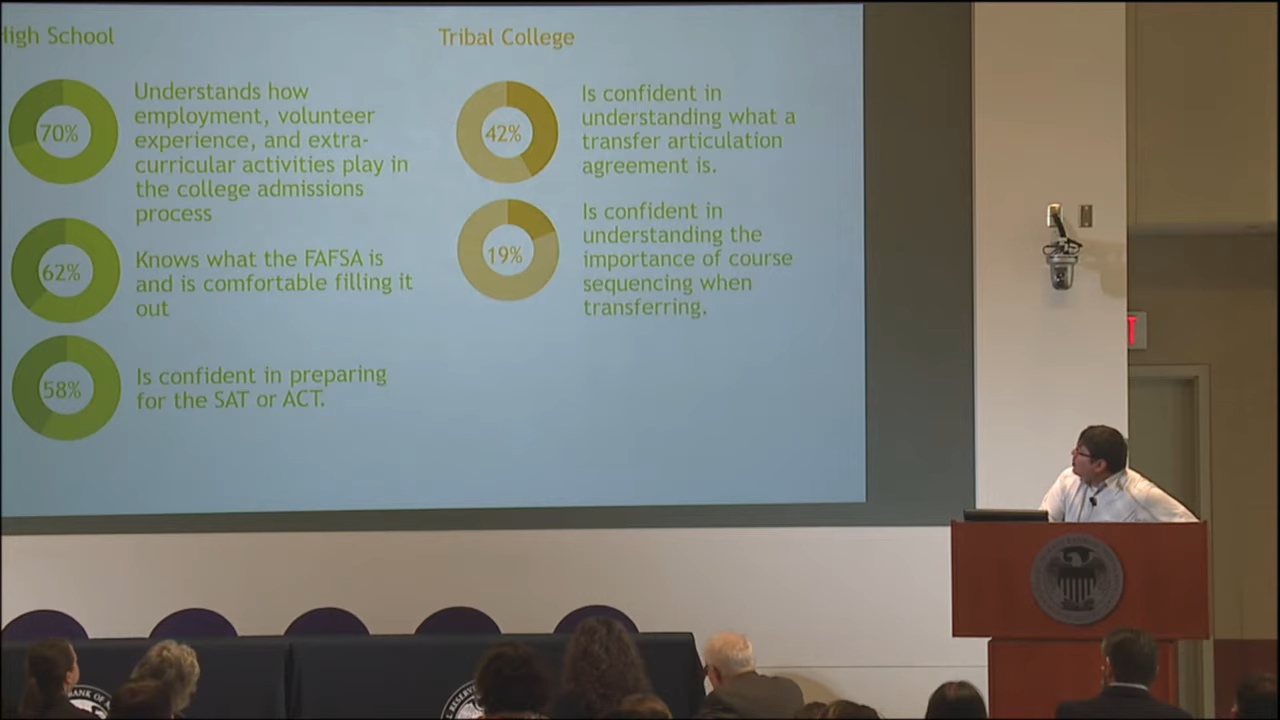 High School
70%
Understands how
employment, volunteer
experience, and extra-
curricular activities play in
the college admissions
process
62%
Knows what the FAFSA is
and is comfortable filling it
out
58%
Is confident in preparing
for the SAT or ACT.
Tribal College
42%
Is confident in
understanding what a
transfer articulation
agreement is.
19%
Is confident in
understanding the
importance of course
sequencing when
transferring.
BANK OF